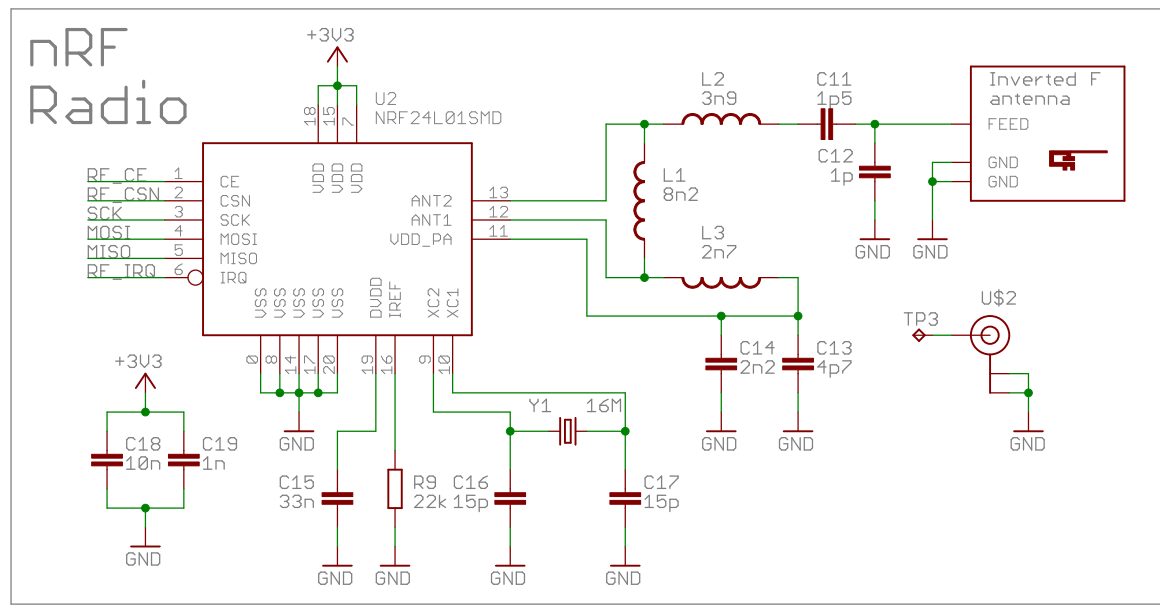 nRF
Radio
+3V3
U2
NRF24L01SMD
18
15
7
VDD
VDD
VDD
RF_CE
1
CE
RF_CSN
2
CSN
SCK
3
SCK
MOSI
4
MOSI
MISO
5
MISO
RF_IRQ
6
IRQ
ANT2
13
ANT1
12
VDD_PA
11
VSS
VSS
VSS
VSS
VSS
DVDD
IREF
XC2
XC1
0
8
14
17
20
19
16
9
10
GND
L2
3n9
C11
1p5
L1
8n2
C12
1p
L3
2n7
GND
GND
Inverted F
antenna
FEED
GND
GND
C14
2n2
C13
4p7
GND
GND
TP3
U$2
GND
+3V3
C18
10n
C19
1n
GND
C15
33n
GND
R9
22k
GND
Y1
16M
C16
15p
GND
C17
15p
GND